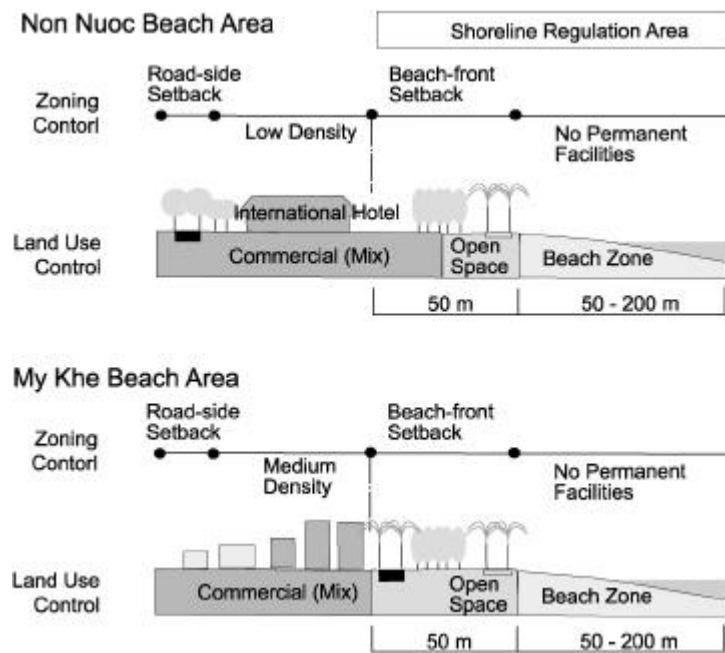 Non Nuoc Beach Area
Shoreline Regulation Area
Road-side
Setback
Beach-front
Setback
Zoning
Contorl
Low Density
No Permanent
Facilities
International Hotel
Land Use
Control
Commercial (Mix)
Open
Space
Beach Zone
50 m
50 - 200 m
My Khe Beach Area
Road-side
Setback
Beach-front
Setback
Zoning
Contorl
Medium
Density
No Permanent
Facilities
Land Use
Control
Commercial (Mix)
Open
Space
Beach Zone
50 m
50 - 200 m